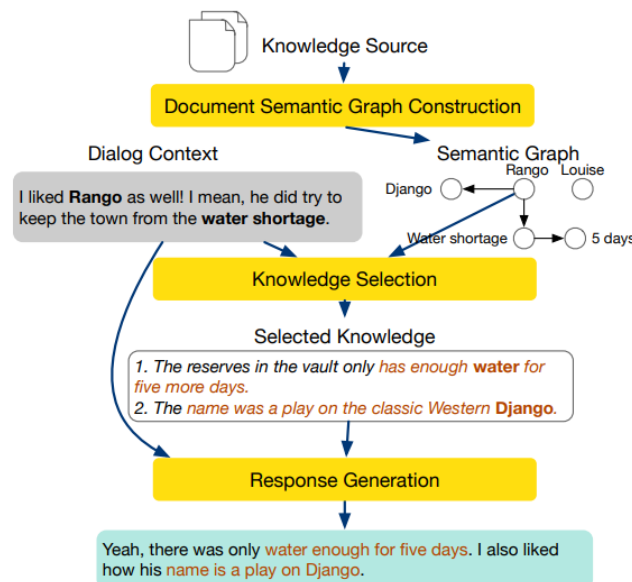 Knowledge Source
Document Semantic Graph Construction
Dialog Context
I liked Rango as well! I mean, he did try to
keep the town from the water shortage.
Semantic Graph
Rango
Louise
Django
Water shortage
5 days
Knowledge Selection
Selected Knowledge
1. The reserves in the vault only has enough water for
five more days.
2. The name was a play on the classic Western Django.
Response Generation
Yeah, there was only water enough for five days. I also liked
how his name is a play on Django.